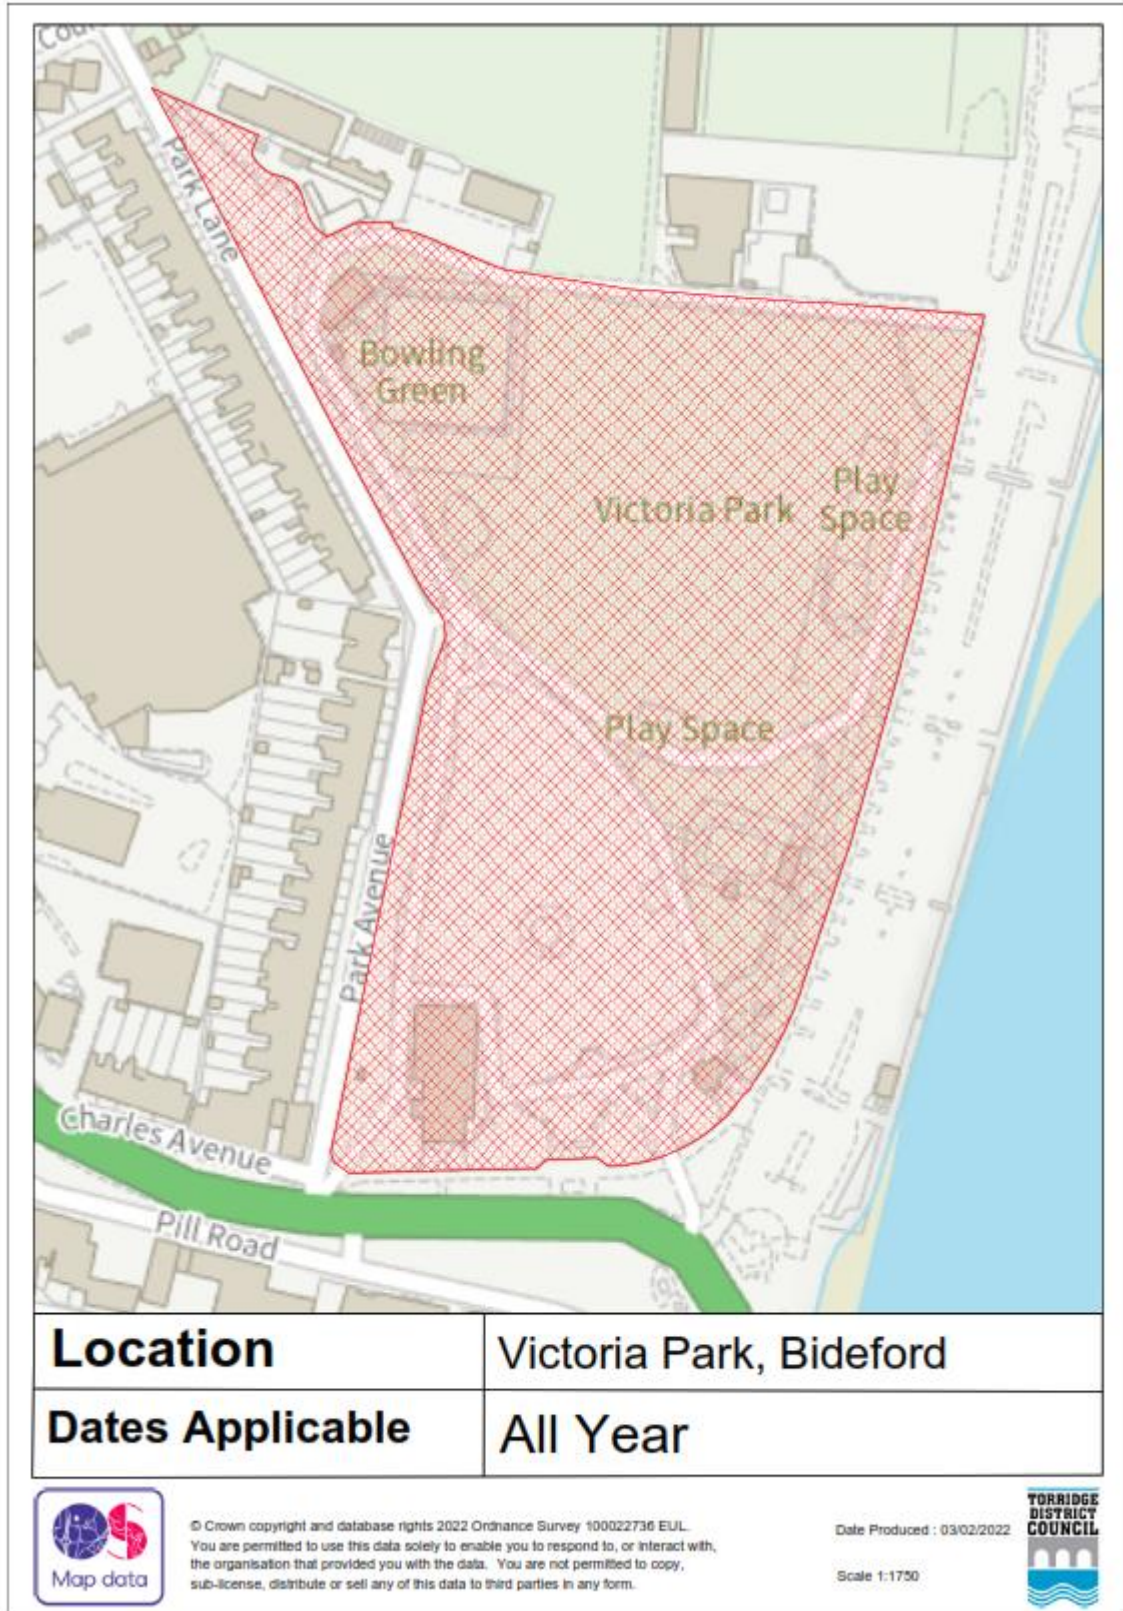 Park Lane
Bowling
Green
Play
Space
Victoria Park
Play Space
Park Avenue
Charles Avenue
Pill Road
Location
Victoria Park, Bideford
Dates Applicable
All Year
OS
Map data
© Crown copyright and database rights 2022 Ordnance Survey 100022736 EUL.
You are permitted to use this data solely to enable you to respond to, or interact with,
the organisation that provided you with the data. You are not permitted to copy,
sub-license, distribute or sell any of this data to third parties in any form.
Date Produced : 03/02/2022
Scale 1:1750
TORRIDGE
DISTRICT
COUNCIL